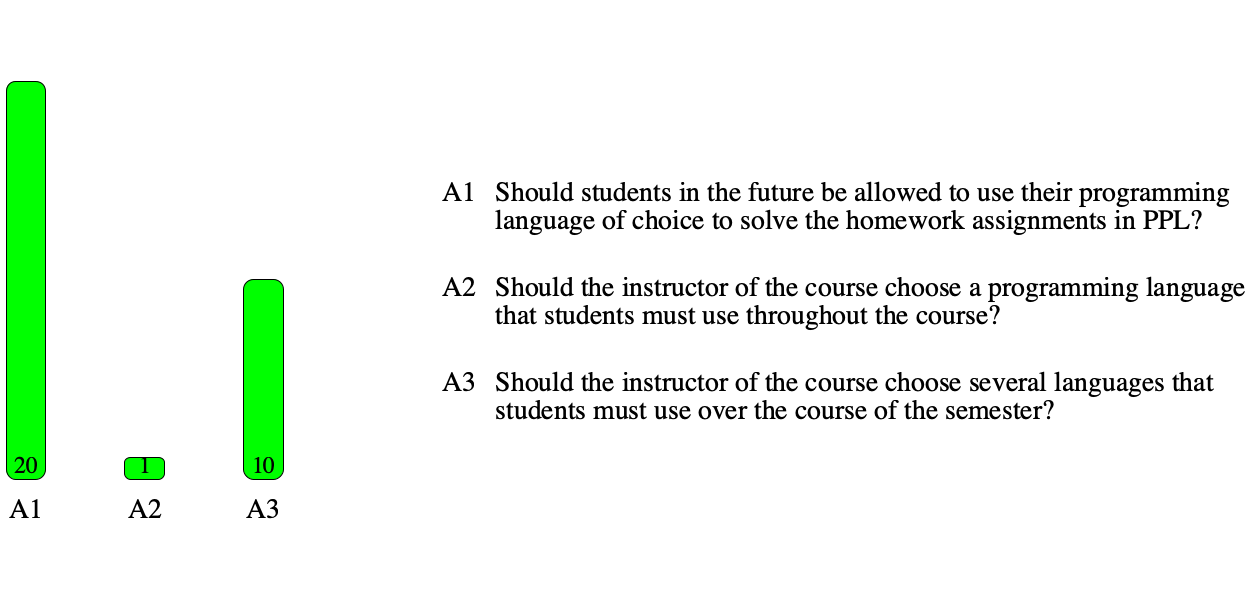 20
1
10
A1
A2
A3
A1 Should students in the future be allowed to use their programming
language of choice to solve the homework assignments in PPL?
A2 Should the instructor of the course choose a programming language
that students must use throughout the course?
A3 Should the instructor of the course choose several languages that
students must use over the course of the semester?